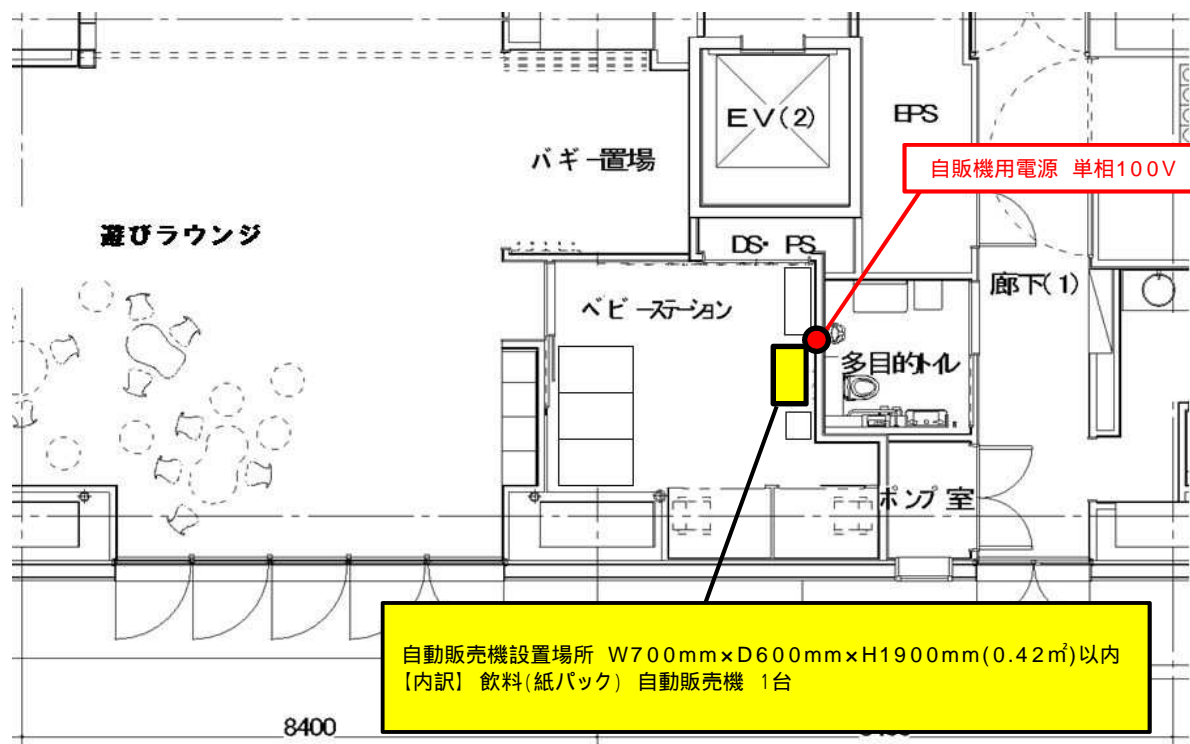 EV(2)
EPS
バギー置場
自販機用電源 単相100V
遊びラウンジ
DS・PS
廊下(1)
ベビーステーション
多目的トイレ
ポンプ室
自動販売機設置場所 W700mm×D600mm×H1900mm(0.42㎡)以内
【内訳】 飲料(紙パック) 自動販売機 1台
8400